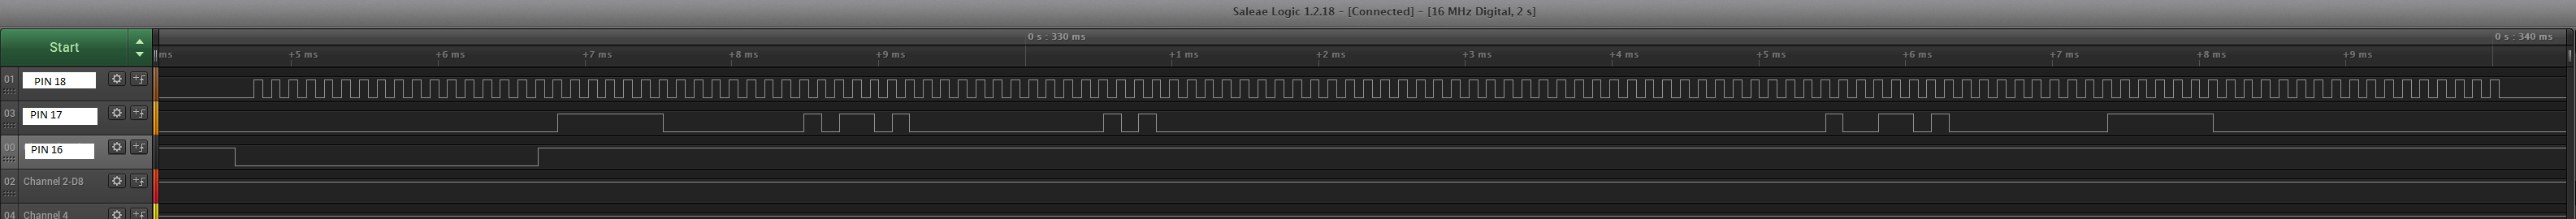 Saleae Logic 1.2.18 - [Connected] - [16 MHz Digital, 2 s]
Start
0 s : 330 ms
0 s : 340 ms
ms
+5 ms
+6 ms
+7 ms
+8 ms
+9 ms
+1 ms
+2 ms
+3 ms
+4 ms
+5 ms
+6 ms
+7 ms
+8 ms
+9 ms
01 PIN 18
03 PIN 17
00 PIN 16
02 Channel 2-D8
04 Channel 4